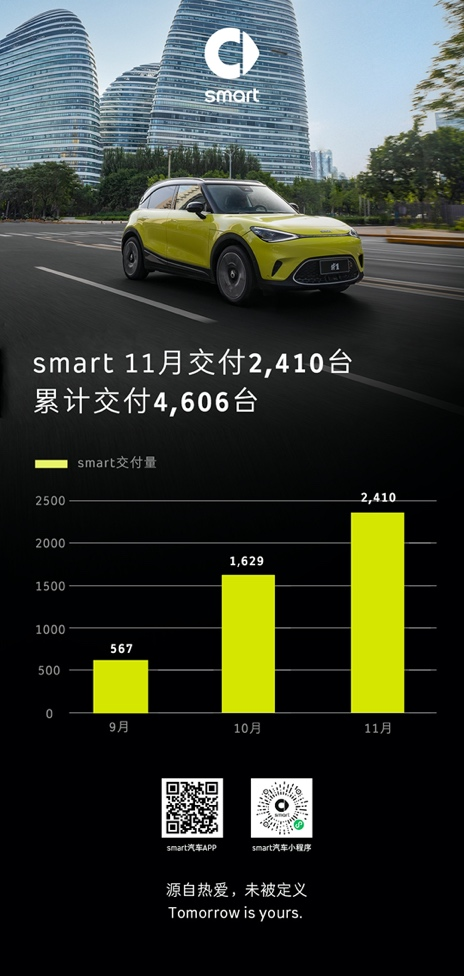 smart
smart 11月交付2,410台
累计交付4,606台
smart交付量
2500
2,410
2000
1,629
1500
1000
567
500
0
9月
10月
11月
smart
smart汽车APP
smart汽车小程序
源自热爱，未被定义
Tomorrow is yours.